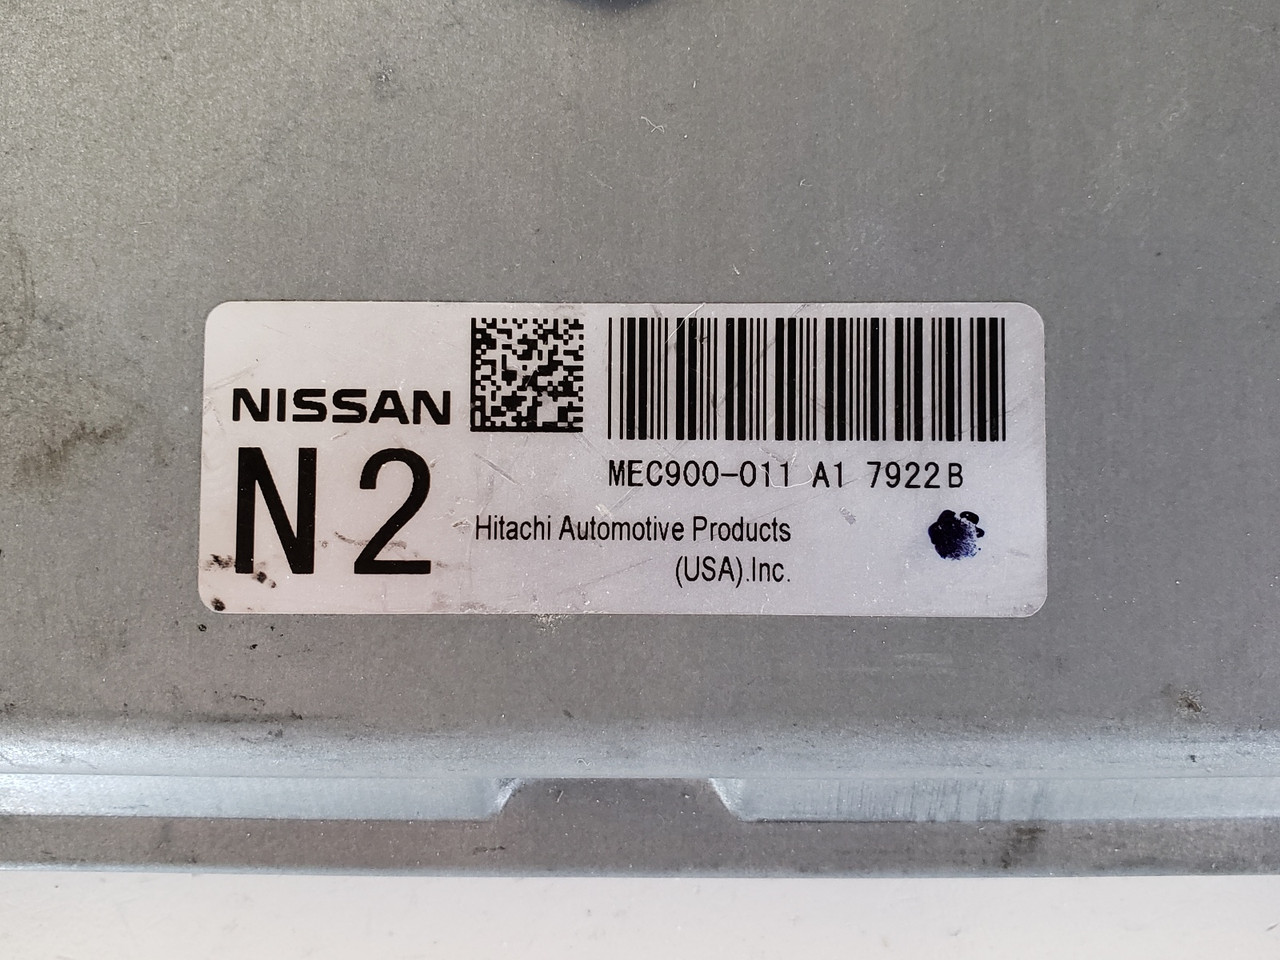 NISSAN
N2
MEC900-011 A1 7922B
Hitachi Automotive Products
(USA).Inc.